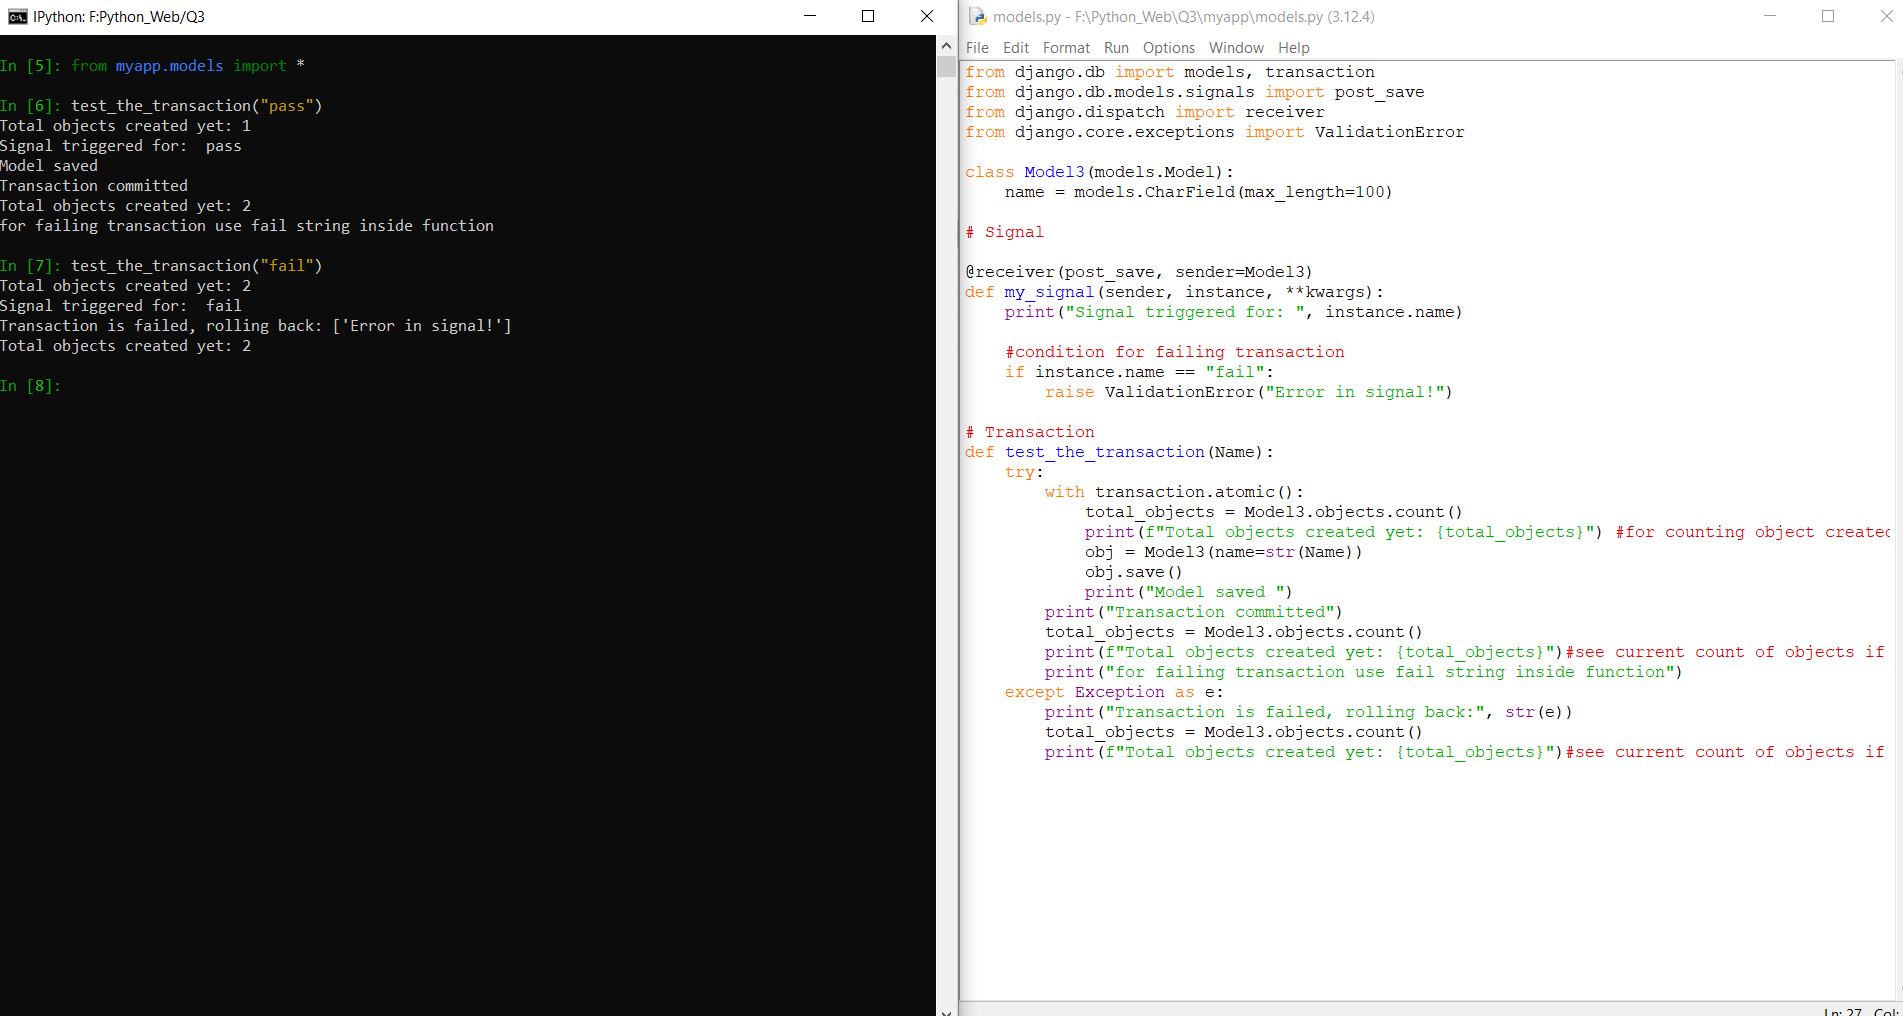 IPython: F:Python_Web/Q3
In [5]: from myapp.models import *
In [6]: test_the_transaction("pass")
Total objects created yet: 1
Signal triggered for:  pass
Model saved
Transaction committed
Total objects created yet: 2
for failing transaction use fail string inside function
In [7]: test_the_transaction("fail")
Total objects created yet: 2
Signal triggered for:  fail
Transaction is failed, rolling back: ['Error in signal!']
Total objects created yet: 2
In [8]:
models.py - F:\Python_Web\Q3\myapp\models.py (3.12.4)
File Edit Format Run Options Window Help
from django.db import models, transaction
from django.db.models.signals import post_save
from django.dispatch import receiver
from django.core.exceptions import ValidationError
class Model3(models.Model):
    name = models.CharField(max_length=100)
# Signal
@receiver(post_save, sender=Model3)
def my_signal(sender, instance, **kwargs):
    print("Signal triggered for: ", instance.name)
    #condition for failing transaction
    if instance.name == "fail":
        raise ValidationError("Error in signal!")
# Transaction
def test_the_transaction(Name):
    try:
        with transaction.atomic():
            total_objects = Model3.objects.count()
            print(f"Total objects created yet: {total_objects}") #for counting object created
            obj = Model3(name=str(Name))
            obj.save()
            print("Model saved ")
        print("Transaction committed")
        total_objects = Model3.objects.count()
        print(f"Total objects created yet: {total_objects}")#see current count of objects if
        print("for failing transaction use fail string inside function")
    except Exception as e:
        print("Transaction is failed, rolling back:", str(e))
        total_objects = Model3.objects.count()
        print(f"Total objects created yet: {total_objects}")#see current count of objects if
Ln: 27 Col: